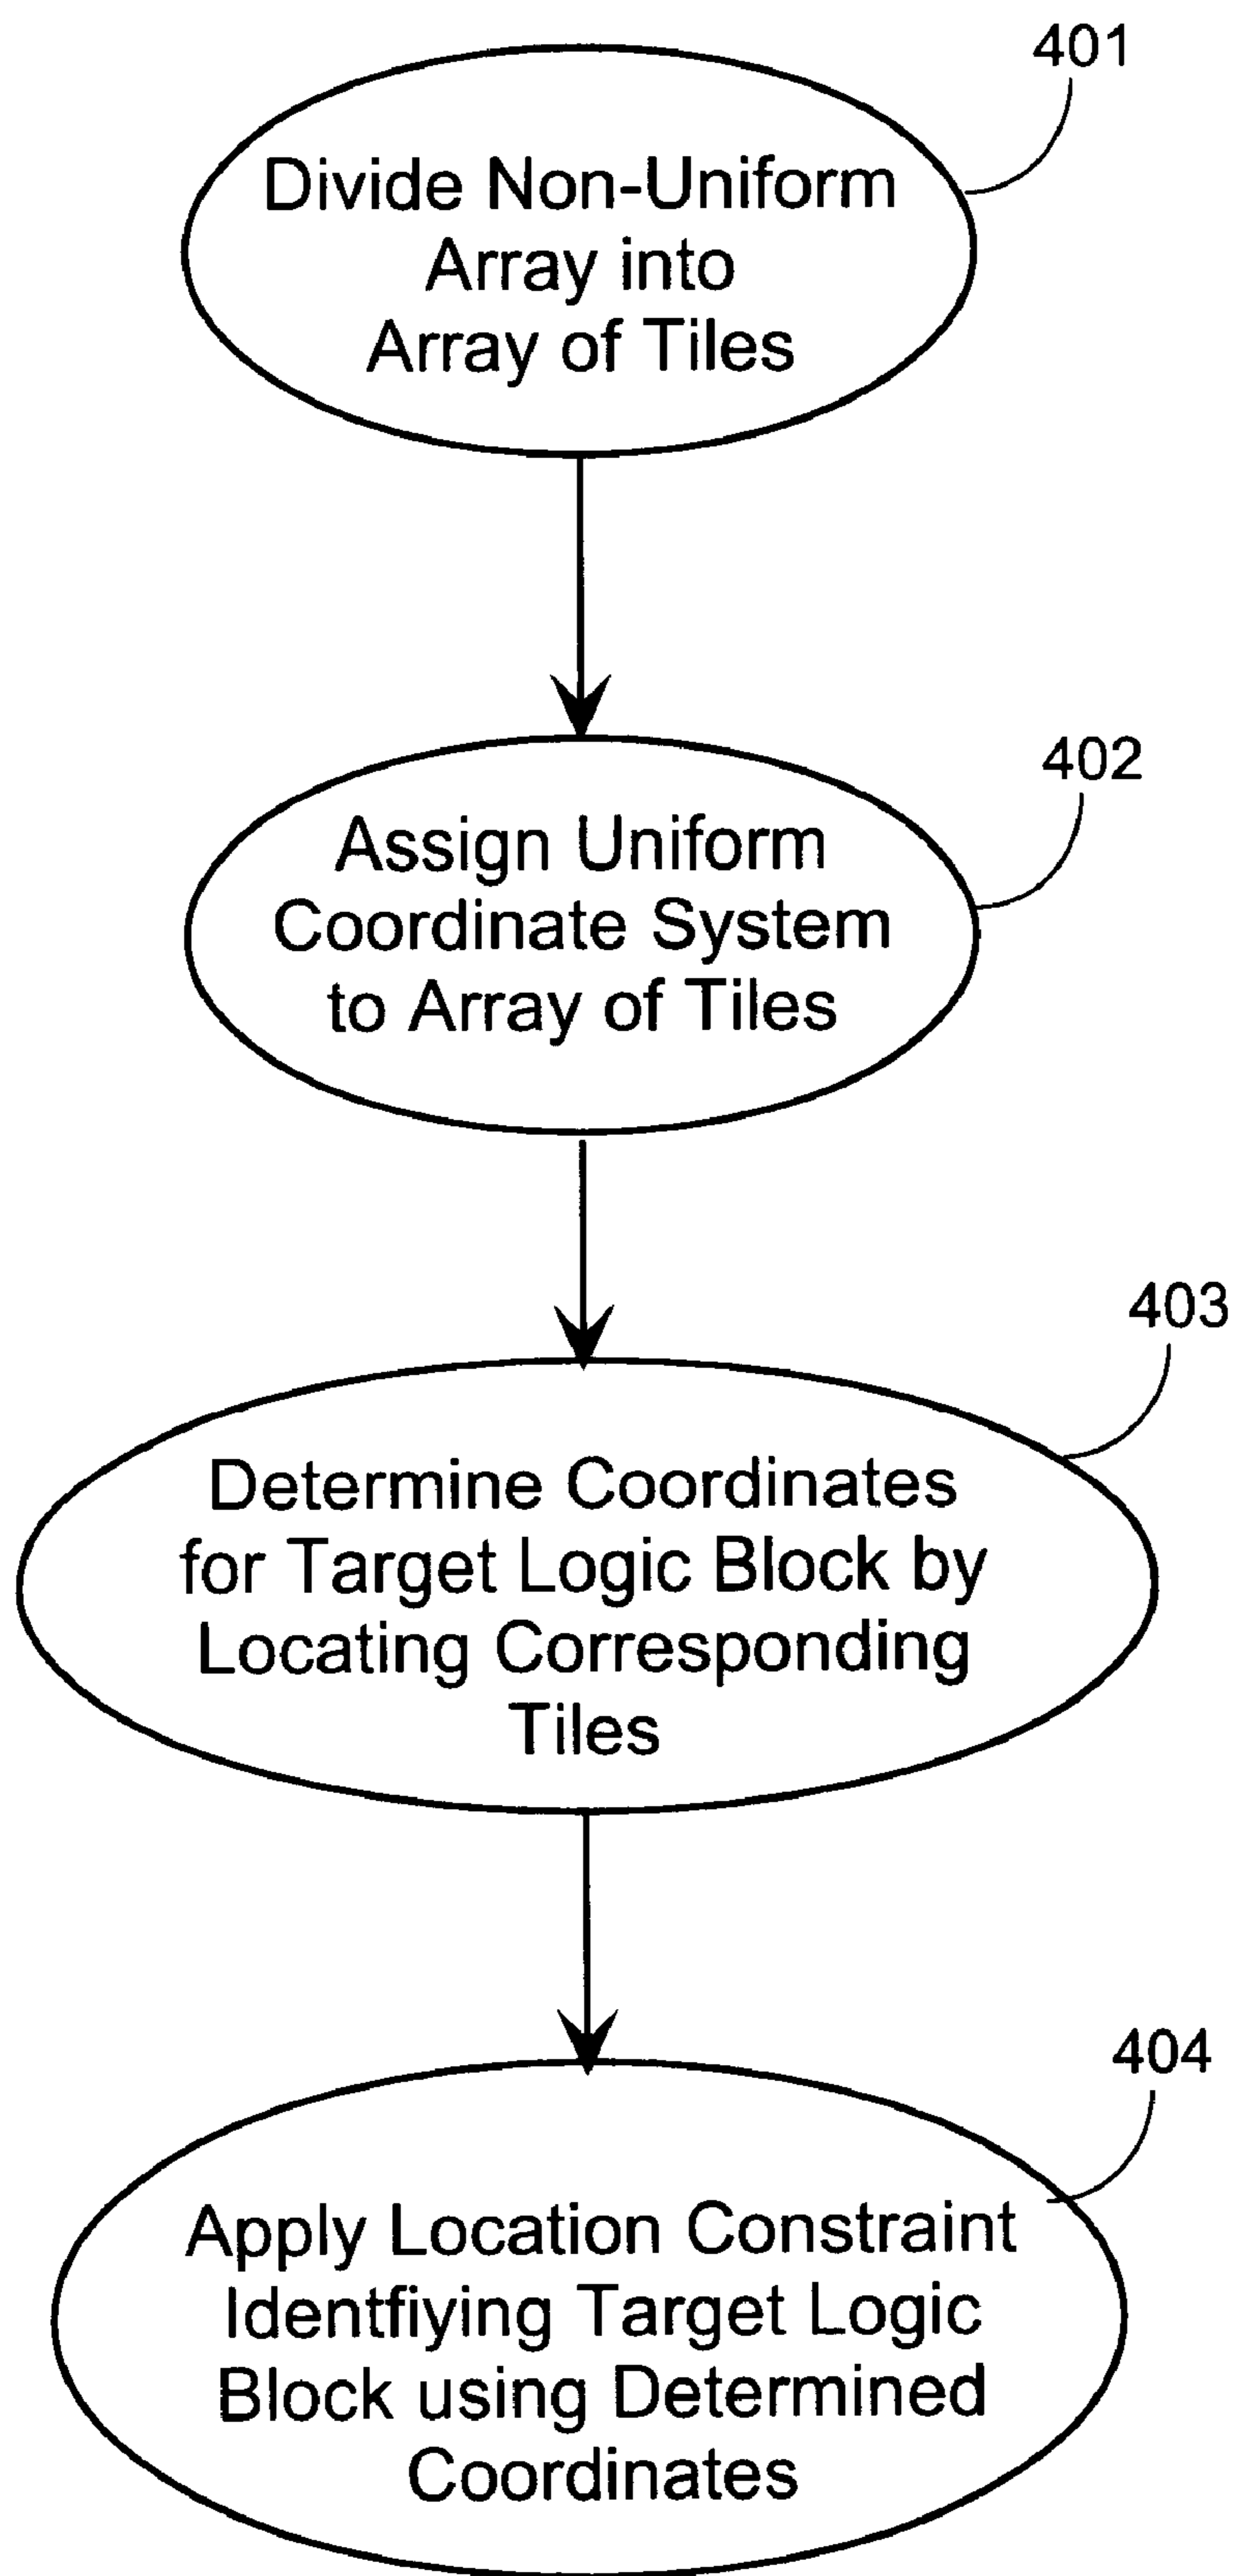 401
Divide Non-Uniform
Array into
Array of Tiles
402
Assign Uniform
Coordinate System
to Array of Tiles
403
Determine Coordinates
for Target Logic Block by
Locating Corresponding
Tiles
404
Apply Location Constraint
Identfiying Target Logic
Block using Determined
Coordinates